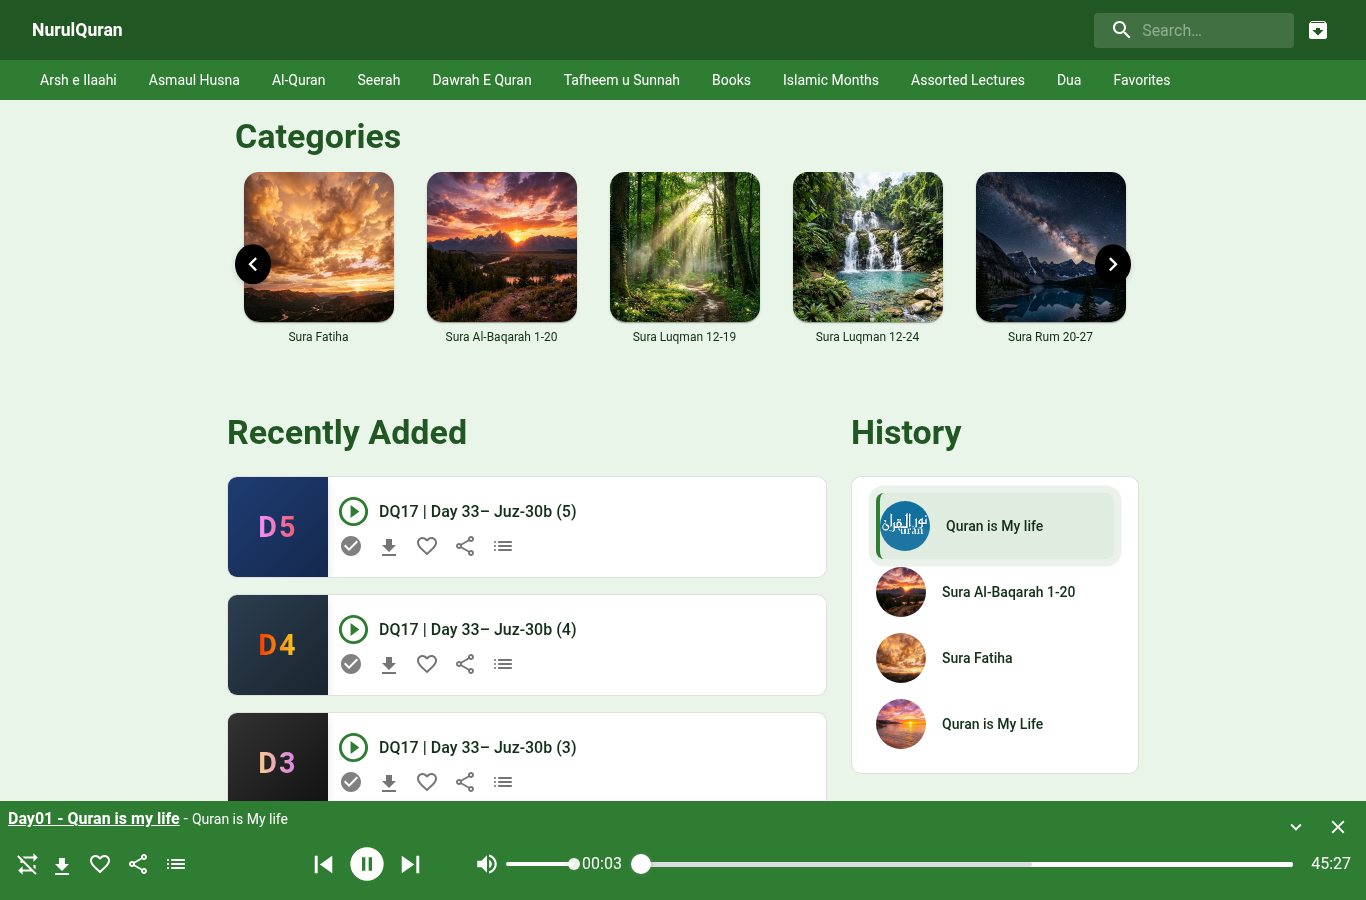 NurulQuran
Search...
Arsh e Ilaahi Asmaul Husna Al-Quran Seerah Dawrah E Quran Tafheem u Sunnah Books Islamic Months Assorted Lectures Dua Favorites
Categories
Sura Fatiha
Sura Al-Baqarah 1-20
Sura Luqman 12-19
Sura Luqman 12-24
Sura Rum 20-27
Recently Added
D5
DQ17 | Day 33– Juz-30b (5)
D4
DQ17 | Day 33– Juz-30b (4)
D3
DQ17 | Day 33– Juz-30b (3)
History
نور القرآن
uran
Quran is My life
Sura Al-Baqarah 1-20
Sura Fatiha
Quran is My Life
Day01 - Quran is my life - Quran is My life
00:03
45:27